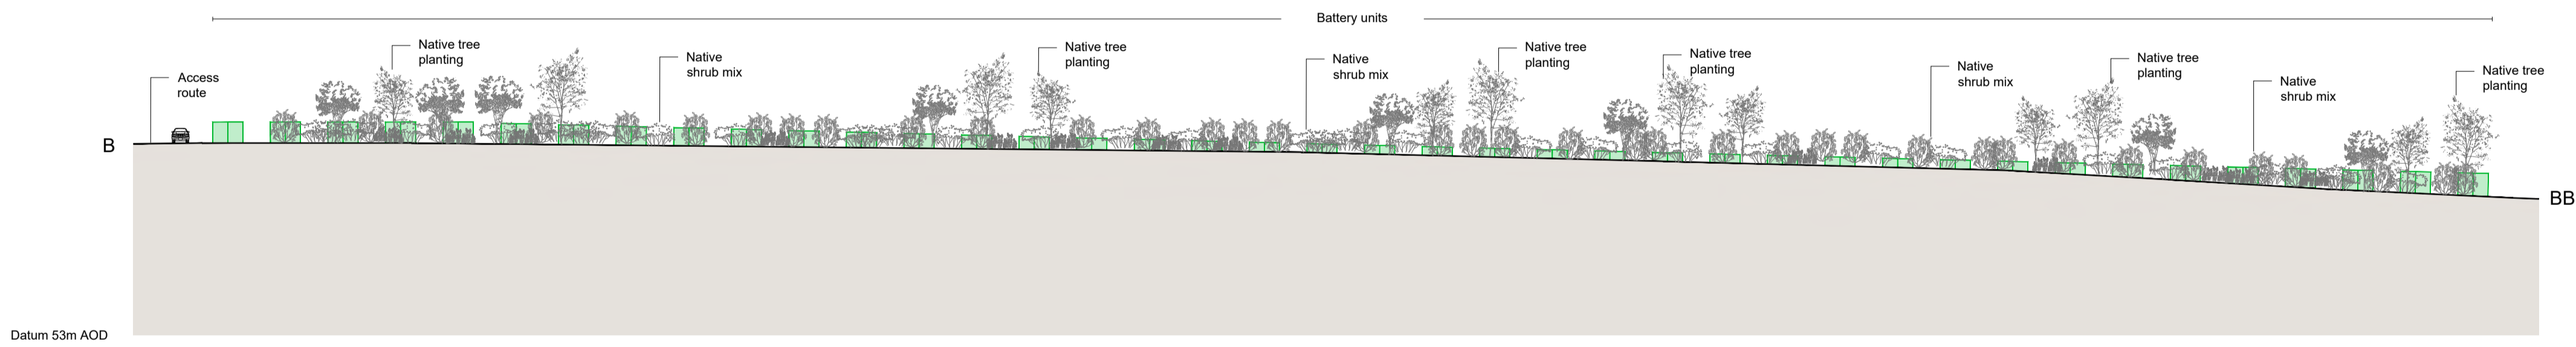 Battery units
Access
route
Native tree
planting
Native
shrub mix
Native tree
planting
Native
shrub mix
Native tree
planting
Native tree
planting
Native
shrub mix
Native tree
planting
Native
shrub mix
Native tree
planting
B
BB
Datum 53m AOD